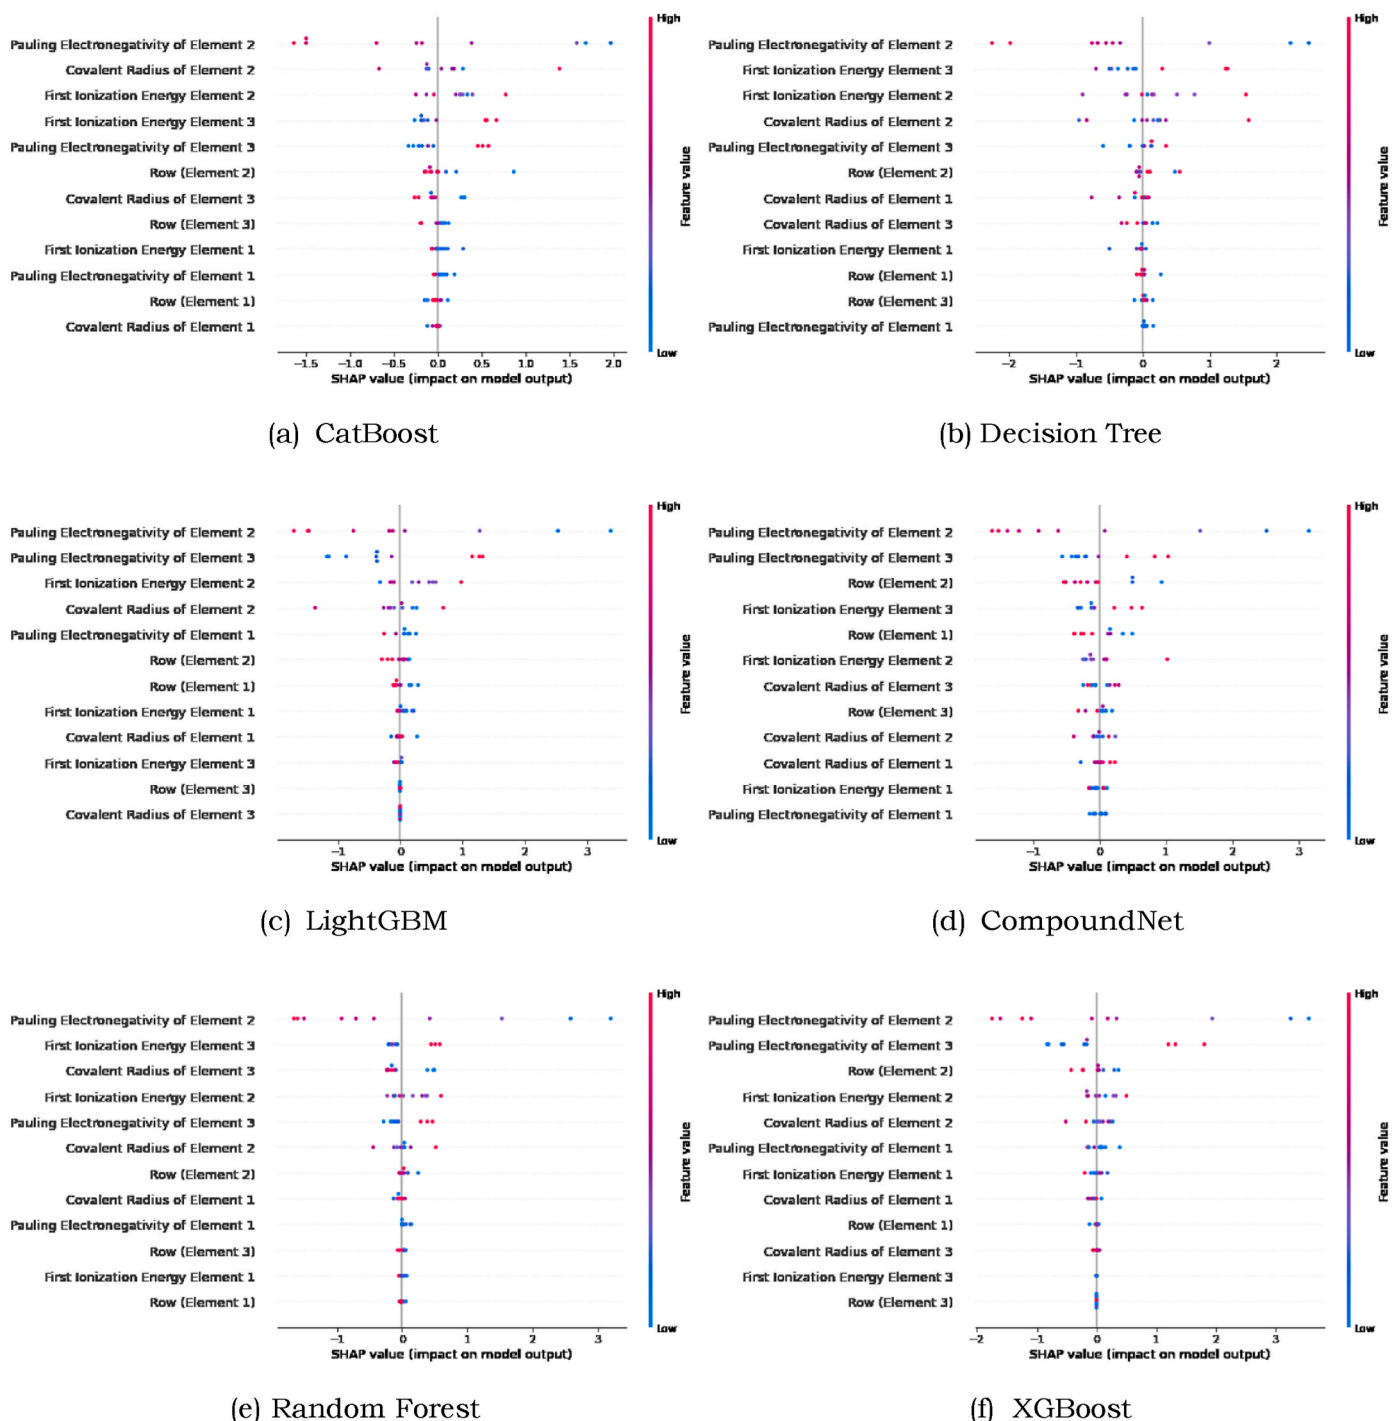 High
Pauling Electronegativity of Element 2
Covalent Radius of Element 2
First Ionization Energy Element 2
First Ionization Energy Element 3
Pauling Electronegativity of Element 3
Row (Element 2)
Covalent Radius of Element 3
Row (Element 3)
First Ionization Energy Element 1
Pauling Electronegativity of Element 1
Row (Element 1)
Covalent Radius of Element 1
Feature value
Low
−1.5 −1.0 −0.5 0.0 0.5 1.0 1.5 2.0
SHAP value (impact on model output)
(a) CatBoost
High
Pauling Electronegativity of Element 2
First Ionization Energy Element 3
First Ionization Energy Element 2
Covalent Radius of Element 2
Pauling Electronegativity of Element 3
Row (Element 2)
Covalent Radius of Element 1
Covalent Radius of Element 3
First Ionization Energy Element 1
Row (Element 1)
Row (Element 3)
Pauling Electronegativity of Element 1
Feature value
Low
−2 −1 0 1 2
SHAP value (impact on model output)
(b) Decision Tree
High
Pauling Electronegativity of Element 2
Pauling Electronegativity of Element 3
First Ionization Energy Element 2
Covalent Radius of Element 2
Pauling Electronegativity of Element 1
Row (Element 2)
Row (Element 1)
First Ionization Energy Element 1
Covalent Radius of Element 1
First Ionization Energy Element 3
Row (Element 3)
Covalent Radius of Element 3
Feature value
Low
−1 0 1 2 3
SHAP value (impact on model output)
(c) LightGBM
High
Pauling Electronegativity of Element 2
Pauling Electronegativity of Element 3
Row (Element 2)
First Ionization Energy Element 3
Row (Element 1)
First Ionization Energy Element 2
Covalent Radius of Element 3
Row (Element 3)
Covalent Radius of Element 2
Covalent Radius of Element 1
First Ionization Energy Element 1
Pauling Electronegativity of Element 1
Feature value
Low
−1 0 1 2 3
SHAP value (impact on model output)
(d) CompoundNet
High
Pauling Electronegativity of Element 2
First Ionization Energy Element 3
Covalent Radius of Element 3
First Ionization Energy Element 2
Pauling Electronegativity of Element 3
Covalent Radius of Element 2
Row (Element 2)
Covalent Radius of Element 1
Pauling Electronegativity of Element 1
Row (Element 3)
First Ionization Energy Element 1
Row (Element 1)
Feature value
Low
−1 0 1 2 3
SHAP value (impact on model output)
(e) Random Forest
High
Pauling Electronegativity of Element 2
Pauling Electronegativity of Element 3
Row (Element 2)
First Ionization Energy Element 2
Covalent Radius of Element 2
Pauling Electronegativity of Element 1
First Ionization Energy Element 1
Covalent Radius of Element 1
Row (Element 1)
Covalent Radius of Element 3
First Ionization Energy Element 3
Row (Element 3)
Feature value
Low
−2 −1 0 1 2 3
SHAP value (impact on model output)
(f) XGBoost